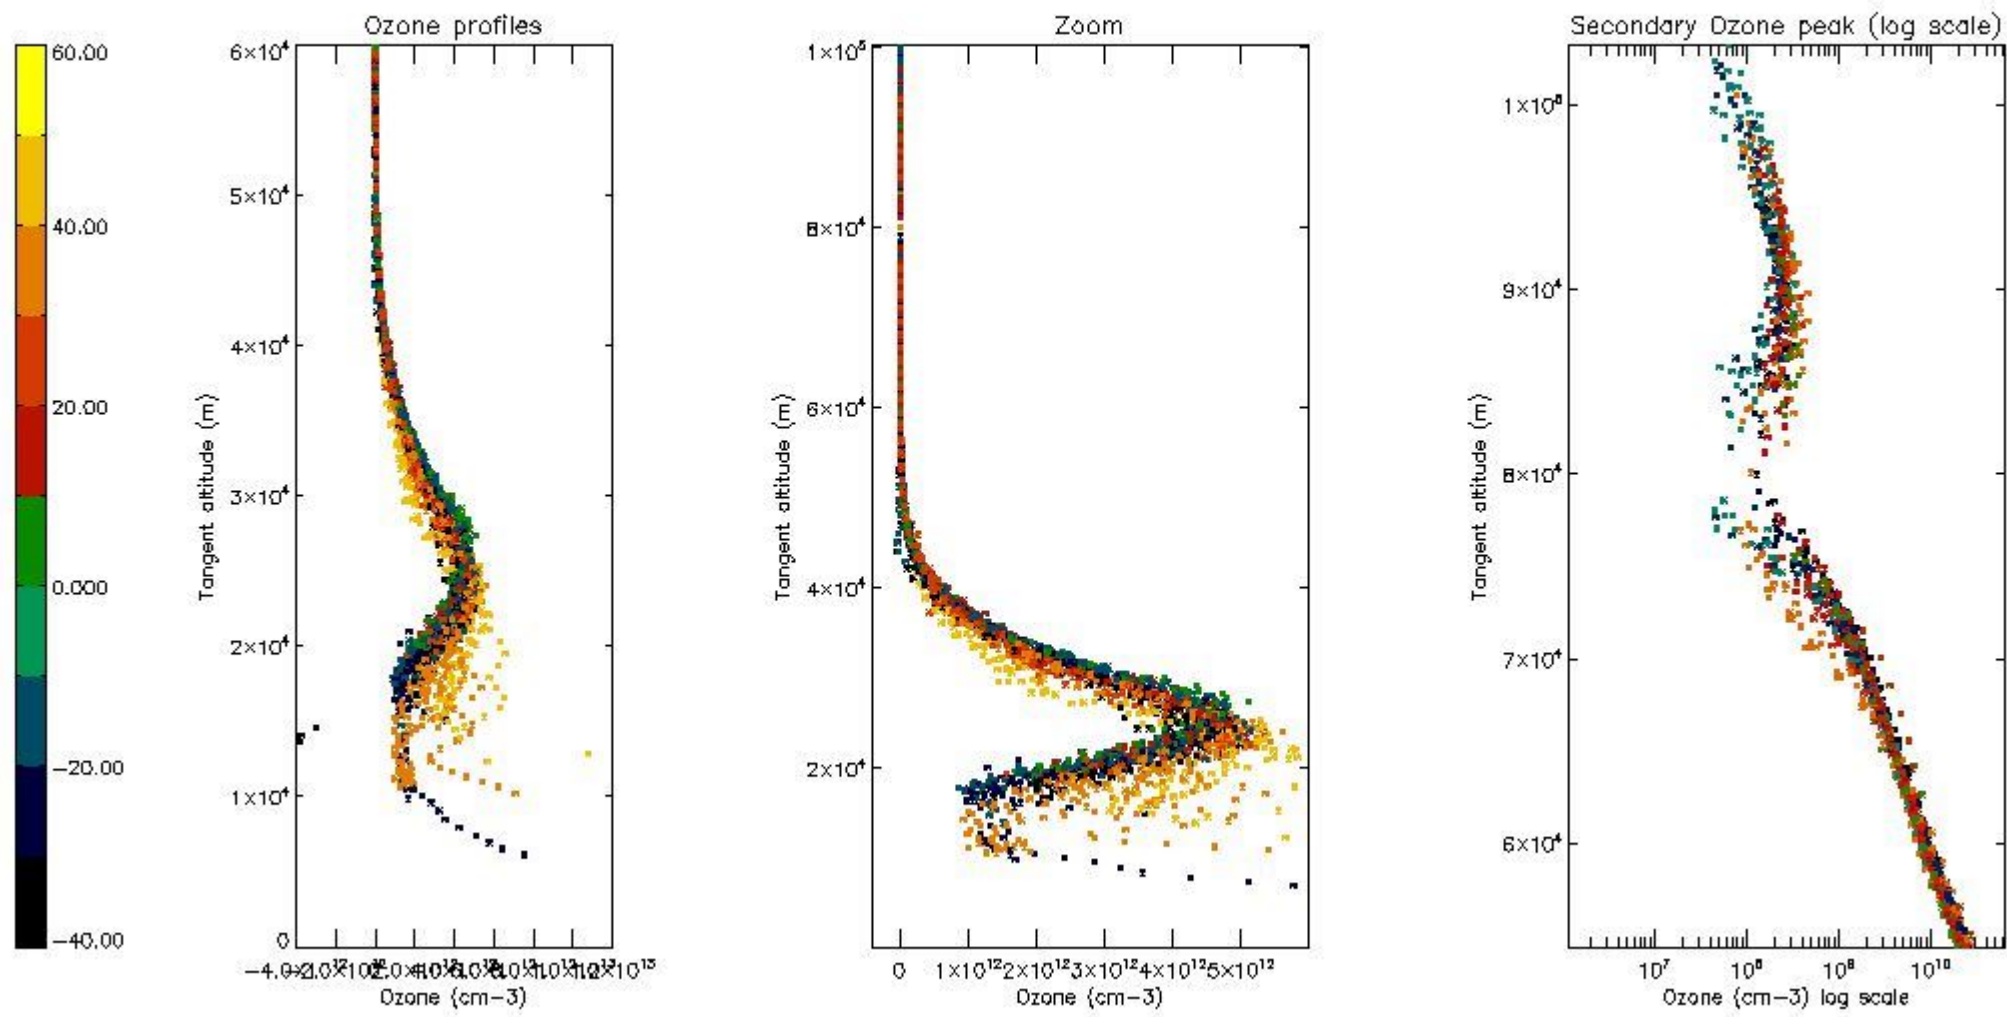 Ozone profiles
Zoom
Secondary Ozone peak (log scale)
60.00
40.00
20.00
0.000
−20.00
−40.00
6×10⁴
5×10⁴
4×10⁴
3×10⁴
2×10⁴
1×10⁴
0
Tangent altitude (m)
Ozone (cm−3)
1×10⁵
8×10⁴
6×10⁴
4×10⁴
2×10⁴
Tangent altitude (m)
0 1×10¹² 2×10¹² 3×10¹² 4×10¹² 5×10¹²
Ozone (cm−3)
9×10⁴
8×10⁴
7×10⁴
6×10⁴
Tangent altitude (m)
10⁷ 10⁸ 10⁹ 10¹⁰
Ozone (cm−3) log scale